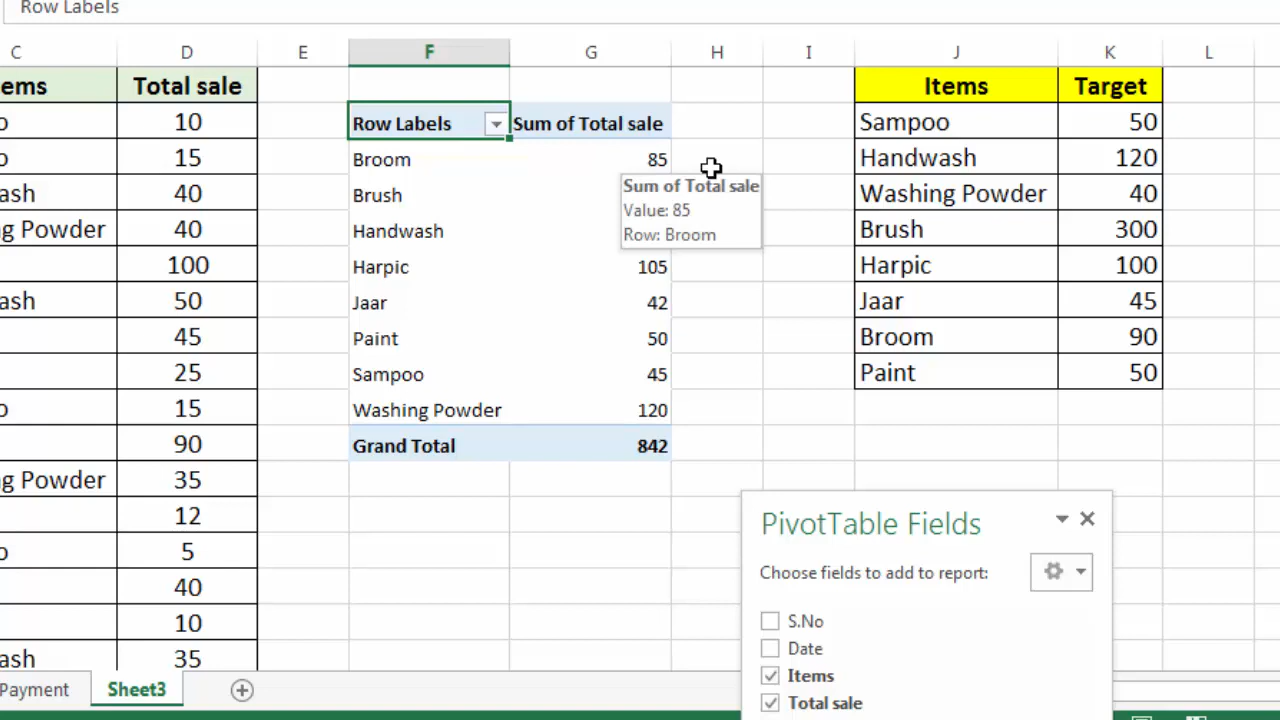 Row Labels
C D E F G H I J K L
ems Total sale
o 10
o 15
ash 40
g Powder 40
100
ash 50
45
25
o 15
90
g Powder 35
12
o 5
40
10
ash 35
Row Labels Sum of Total sale
Broom 85
Brush
Handwash
Harpic 105
Jaar 42
Paint 50
Sampoo 45
Washing Powder 120
Grand Total 842
Sum of Total sale
Value: 85
Row: Broom
Items Target
Sampoo 50
Handwash 120
Washing Powder 40
Brush 300
Harpic 100
Jaar 45
Broom 90
Paint 50
PivotTable Fields
Choose fields to add to report:
S.No
Date
Items
Total sale
Payment Sheet3